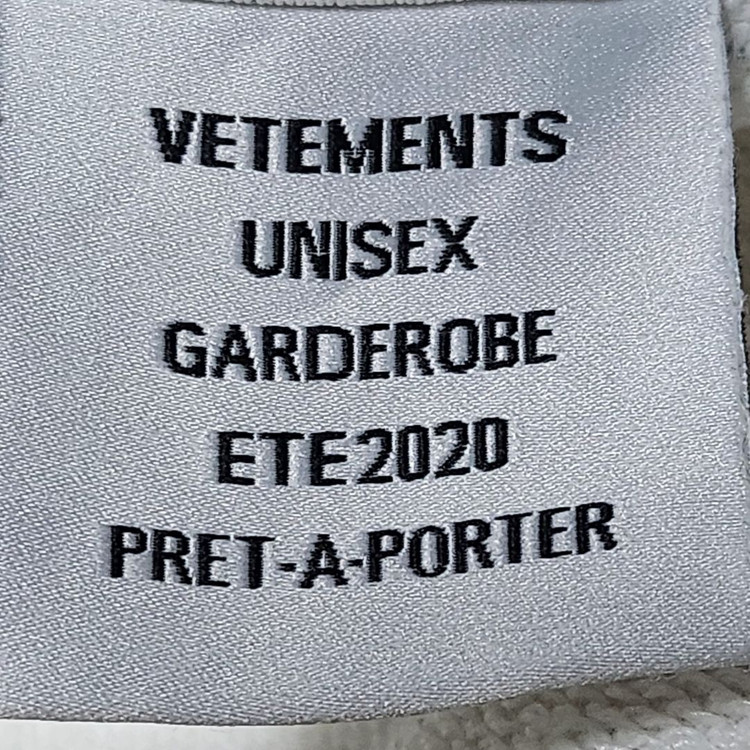 VETEMENTS
UNISEX
GARDEROBE
ETE2020
PRET-A-PORTER